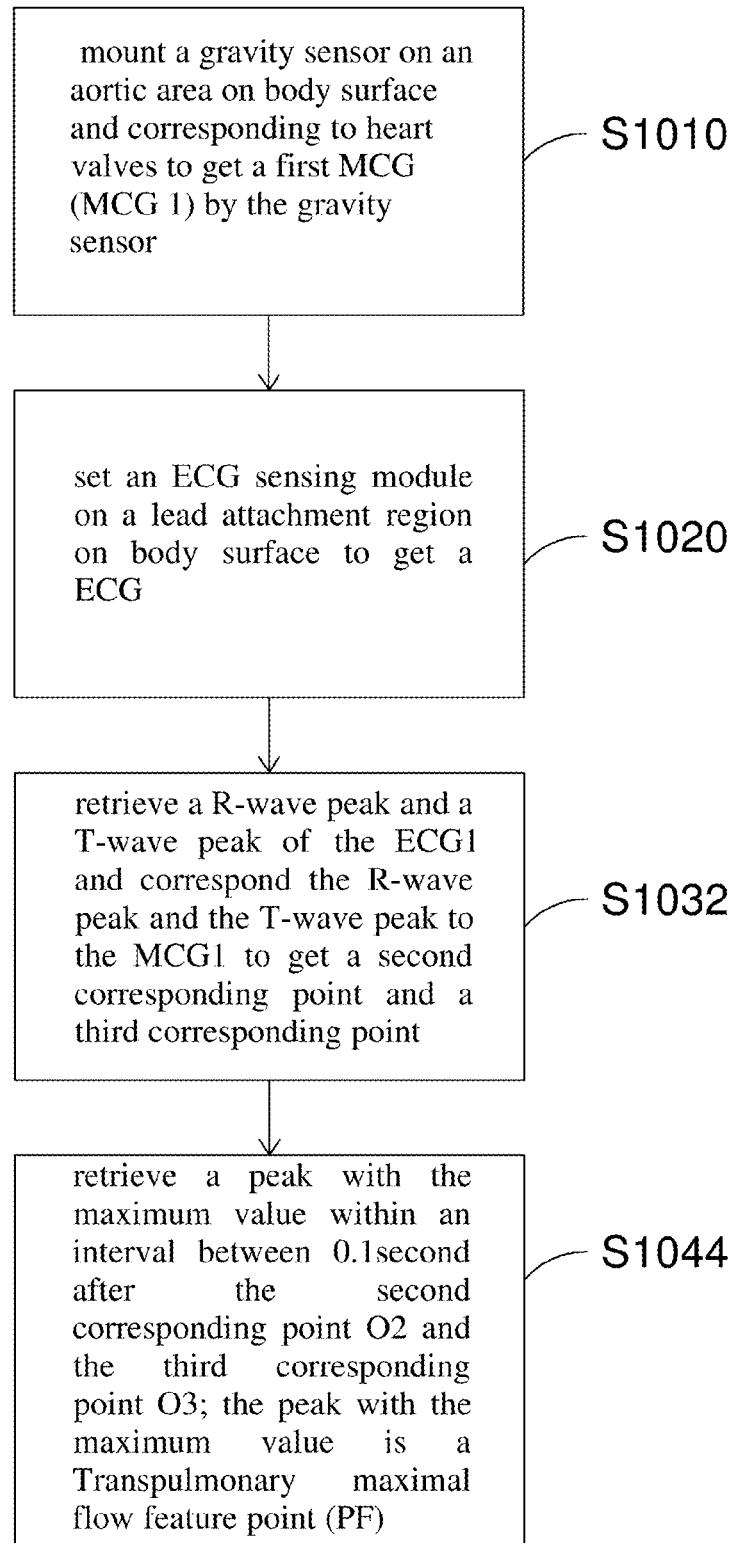 mount a gravity sensor on an
aortic area on body surface
and corresponding to heart
valves to get a first MCG
(MCG 1) by the gravity
sensor
S1010
set an ECG sensing module
on a lead attachment region
on body surface to get a
ECG
S1020
retrieve a R-wave peak and a
T-wave peak of the ECG1
and correspond the R-wave
peak and the T-wave peak to
the MCG1 to get a second
corresponding point and a
third corresponding point
S1032
retrieve a peak with the
maximum value within an
interval between 0.1second
after the second
corresponding point O2 and
the third corresponding
point O3; the peak with the
maximum value is a
Transpulmonary maximal
flow feature point (PF)
S1044